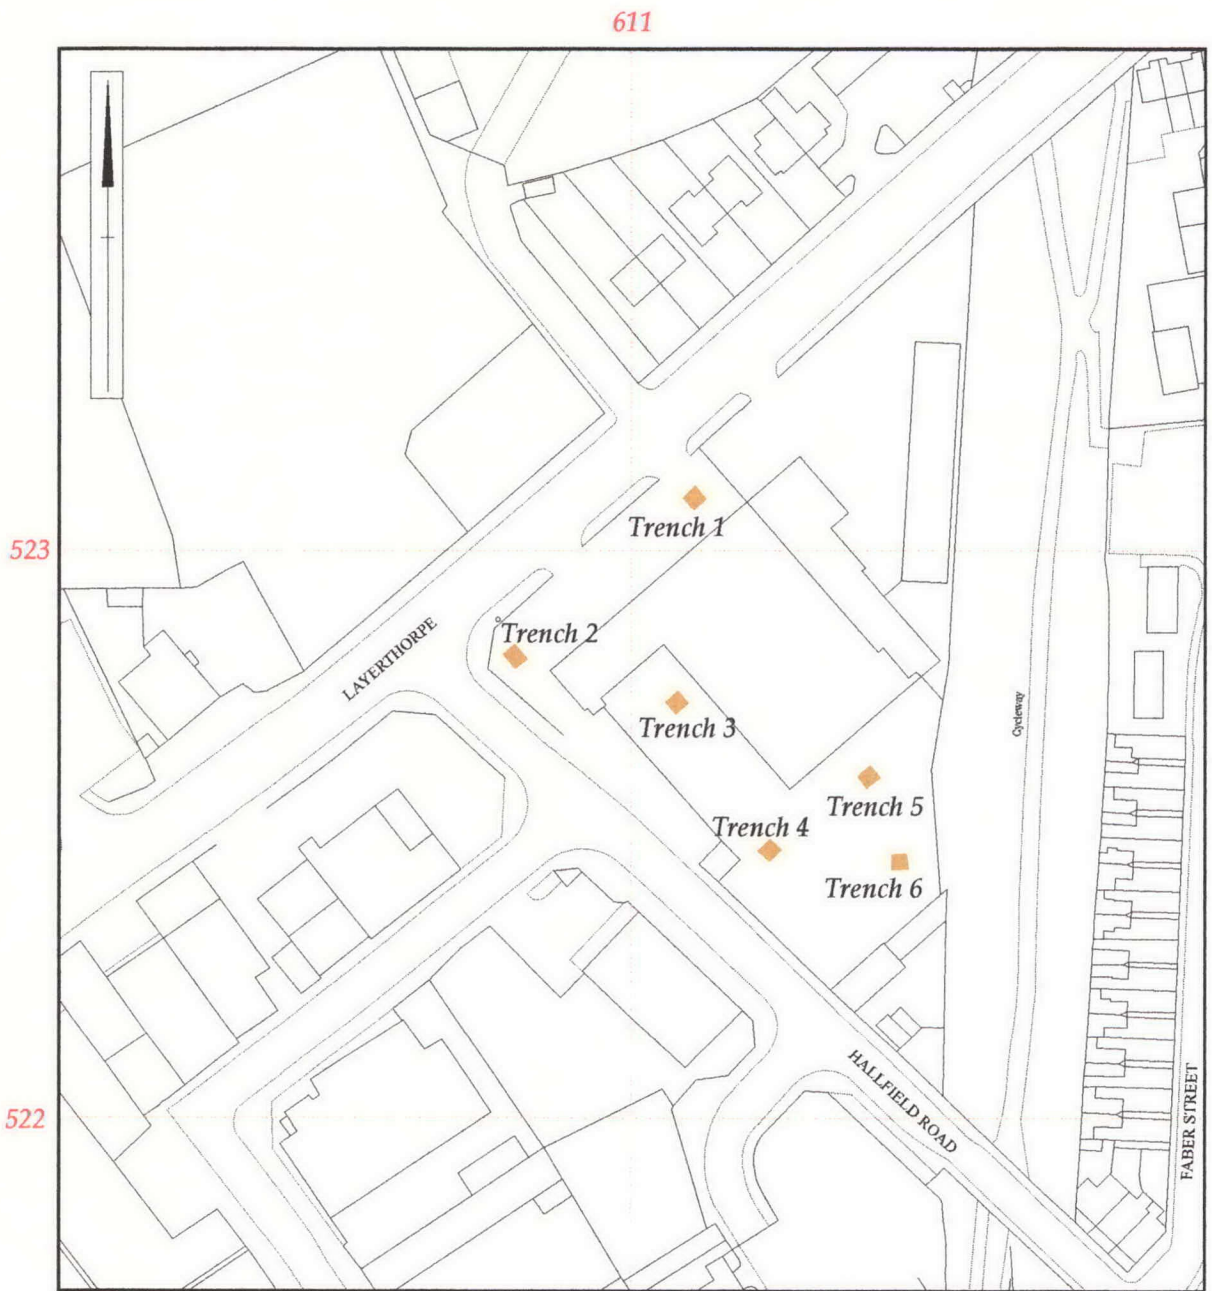 611
523
Trench 1
Trench 2
LAYERTHORPE
Trench 3
Cycleway
Trench 5
Trench 4
Trench 6
HALLFIELD ROAD
FABER STREET
522